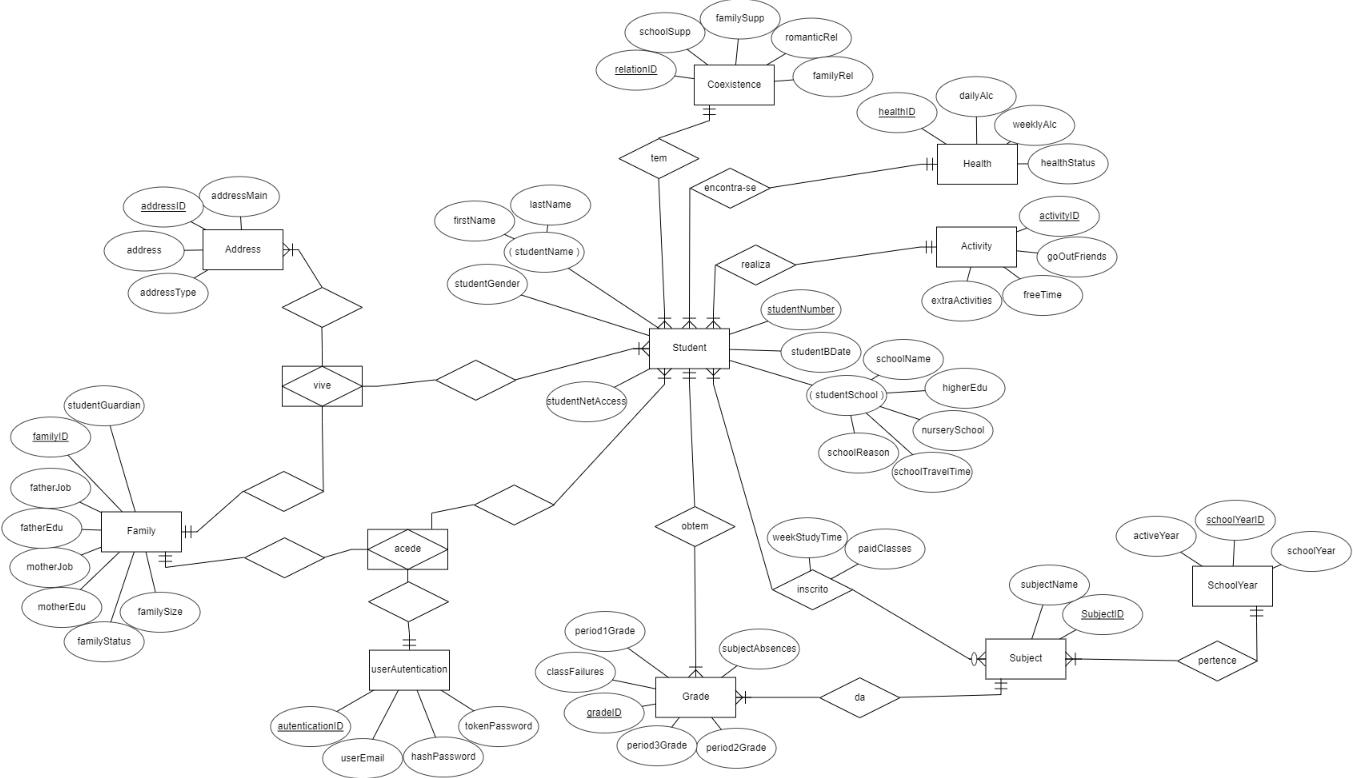 familySupp
schoolSupp
romanticRel
relationID
familyRel
Coexistence
dailyAlc
healthID
weeklyAlc
Health
healthStatus
tem
encontra-se
addressMain
addressID
address
Address
addressType
lastName
firstName
( studentName )
studentGender
activityID
Activity
goOutFriends
freeTime
extraActivities
realiza
studentNumber
Student
studentBDate
schoolName
higherEdu
( studentSchool )
nurserySchool
schoolReason
schoolTravelTime
studentNetAccess
vive
studentGuardian
familyID
fatherJob
fatherEdu
Family
motherJob
motherEdu
familySize
familyStatus
acede
obtem
weekStudyTime
paidClasses
inscrito
activeYear
schoolYearID
schoolYear
SchoolYear
subjectName
SubjectID
Subject
pertence
period1Grade
subjectAbsences
classFailures
gradeID
Grade
da
period3Grade
period2Grade
userAutentication
autenticationID
tokenPassword
userEmail
hashPassword